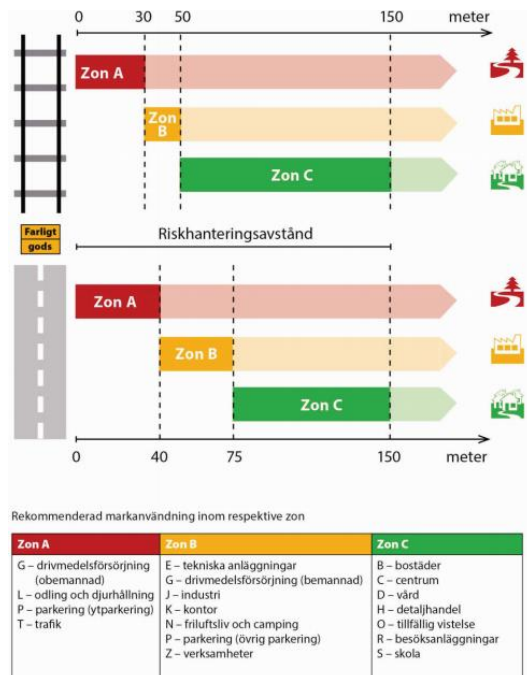 0 30 50 150 meter
Zon A
Zon
B
Zon C
Farligt
gods
Riskhanteringsavstånd
Zon A
Zon B
Zon C
0 40 75 150 meter
Rekommenderad markanvändning inom respektive zon
Zon A
G – drivmedelsförsörjning
(obemannad)
L – odling och djurhållning
P – parkering (ytparkering)
T – trafik
Zon B
E – tekniska anläggningar
G – drivmedelsförsörjning (bemannad)
J – industri
K – kontor
N – friluftsliv och camping
P – parkering (övrig parkering)
Z – verksamheter
Zon C
B – bostäder
C – centrum
D – vård
H – detaljhandel
O – tillfällig vistelse
R – besöksanläggningar
S – skola